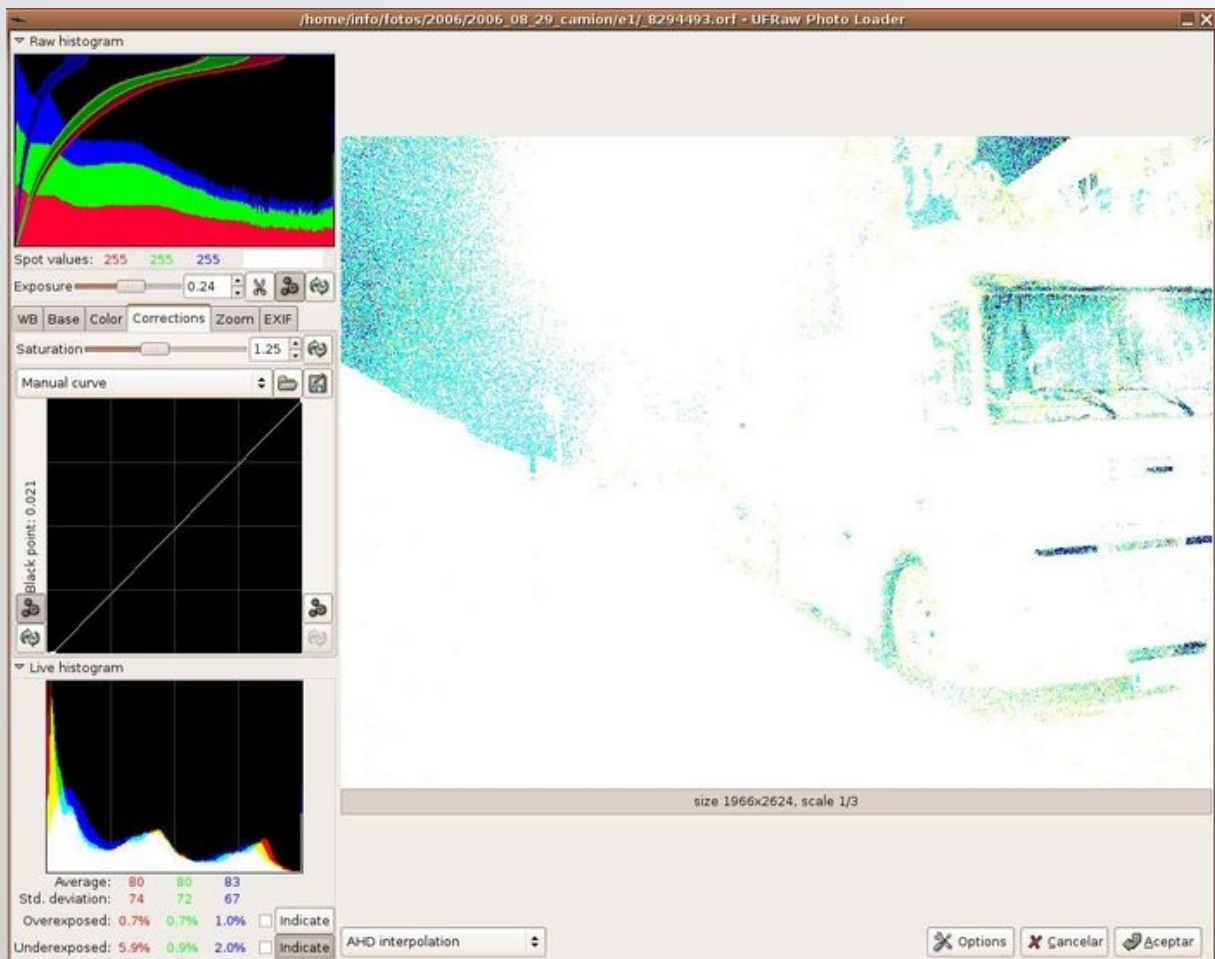 /home/info/fotos/2006/2006_08_29_camion/e1/_8294493.orf - UFRaw Photo Loader
Raw histogram
Spot values: 255 255 255
Exposure 0.24
WB Base Color Corrections Zoom EXIF
Saturation 1.25
Manual curve
Black point: 0.021
Live histogram
Average: 80 80 83
Std. deviation: 74 72 67
Overexposed: 0.7% 0.7% 1.0% Indicate
Underexposed: 5.9% 0.9% 2.0% Indicate
size 1966x2624, scale 1/3
AHD interpolation
Options Cancelar Aceptar